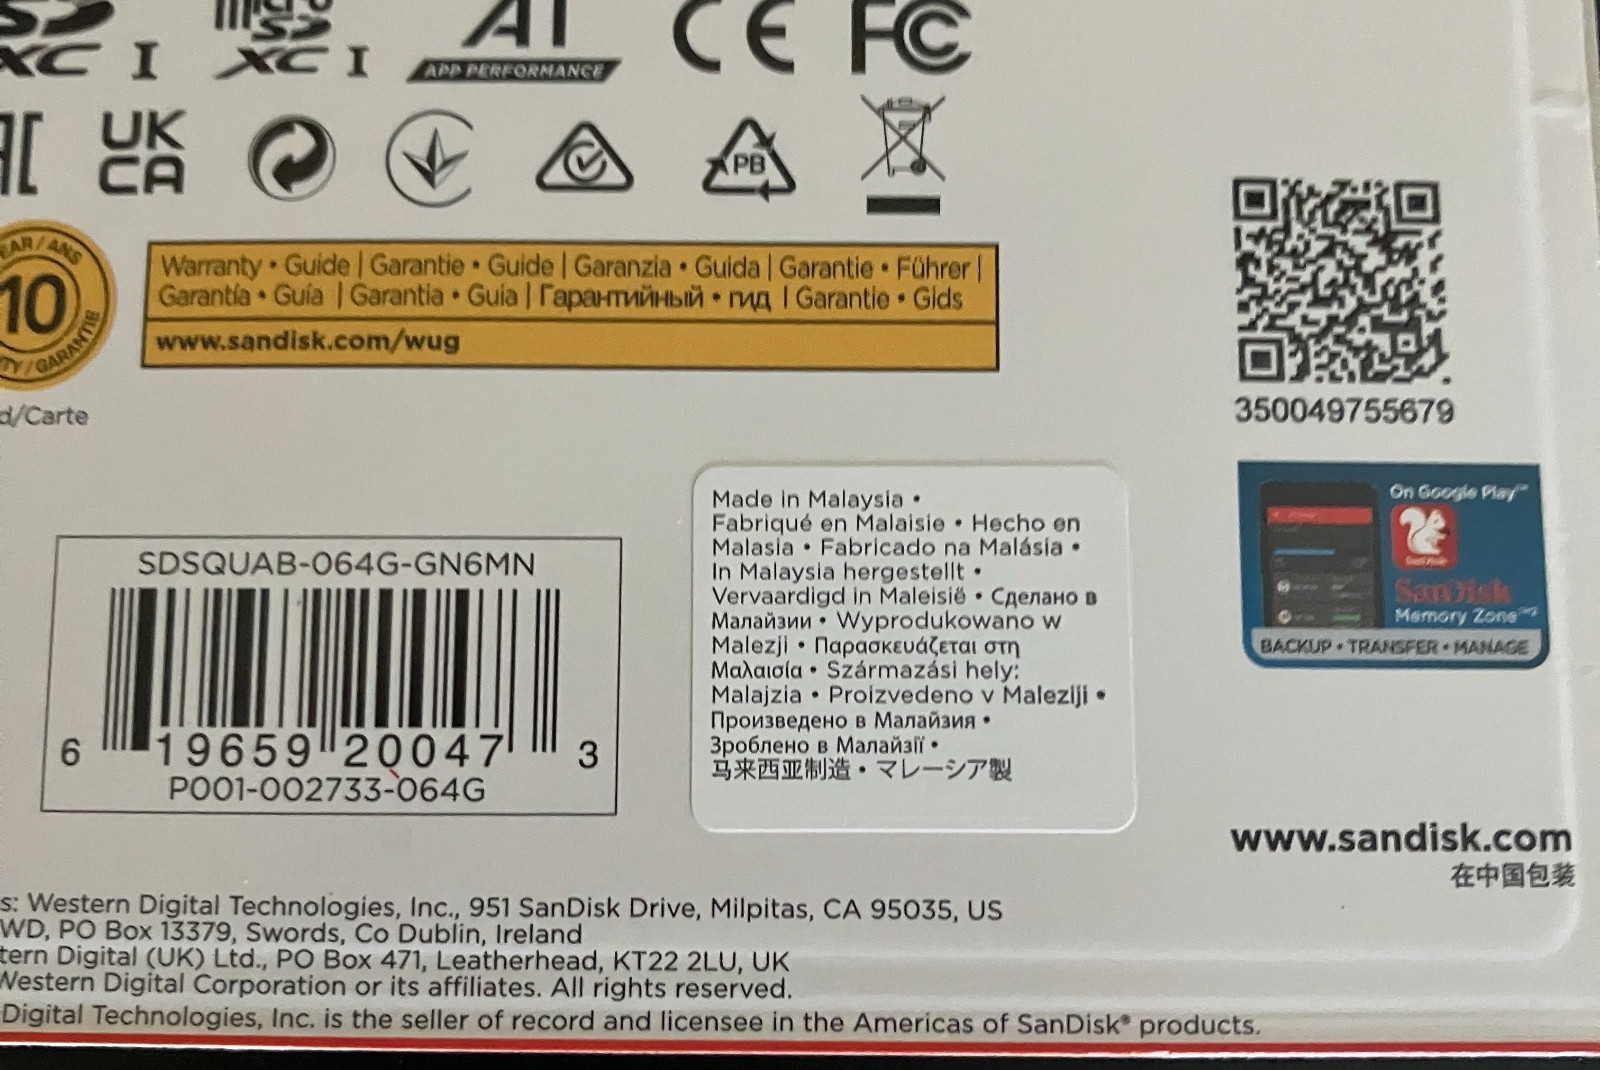 XC I
micro
XC I
A1
APP PERFORMANCE
CE
FC
UK
CA
PB
10
Warranty • Guide | Garantie • Guide | Garanzia • Guida | Garantie • Führer |
Garantía • Guía | Garantia • Guia | Гарантийный • гид | Garantie • Gids
www.sandisk.com/wug
d/Carte
350049755679
On Google Play™
SanDisk
Memory Zone
BACKUP • TRANSFER • MANAGE
SDSQUAB-064G-GN6MN
6 19659 20047 3
P001-002733-064G
Made in Malaysia •
Fabriqué en Malaisie • Hecho en
Malasia • Fabricado na Malásia •
In Malaysia hergestellt •
Vervaardigd in Maleisië • Сделано в
Малайзии • Wyprodukowano w
Malezji • Παρασκευάζεται στη
Μαλαισία • Származási hely:
Malajzia • Proizvedeno v Maleziji •
Произведено в Малайзия •
Зроблено в Малайзії •
马来西亚制造 • マレーシア製
www.sandisk.com
在中国包装
s: Western Digital Technologies, Inc., 951 SanDisk Drive, Milpitas, CA 95035, US
WD, PO Box 13379, Swords, Co Dublin, Ireland
tern Digital (UK) Ltd., PO Box 471, Leatherhead, KT22 2LU, UK
Western Digital Corporation or its affiliates. All rights reserved.
Digital Technologies, Inc. is the seller of record and licensee in the Americas of SanDisk® products.